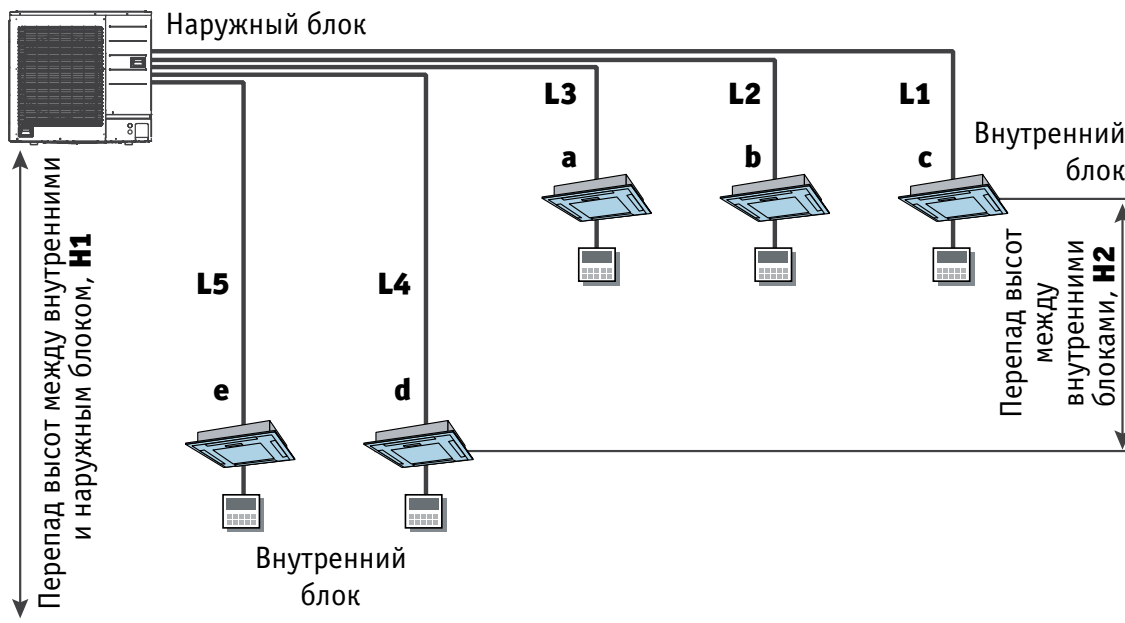 Наружный блок
L3
L2
L1
a
b
c
Внутренний
блок
Перепад высот между внутренними
и наружным блоком, H1
Перепад высот
между
внутренними
блоками, H2
L5
L4
e
d
Внутренний
блок